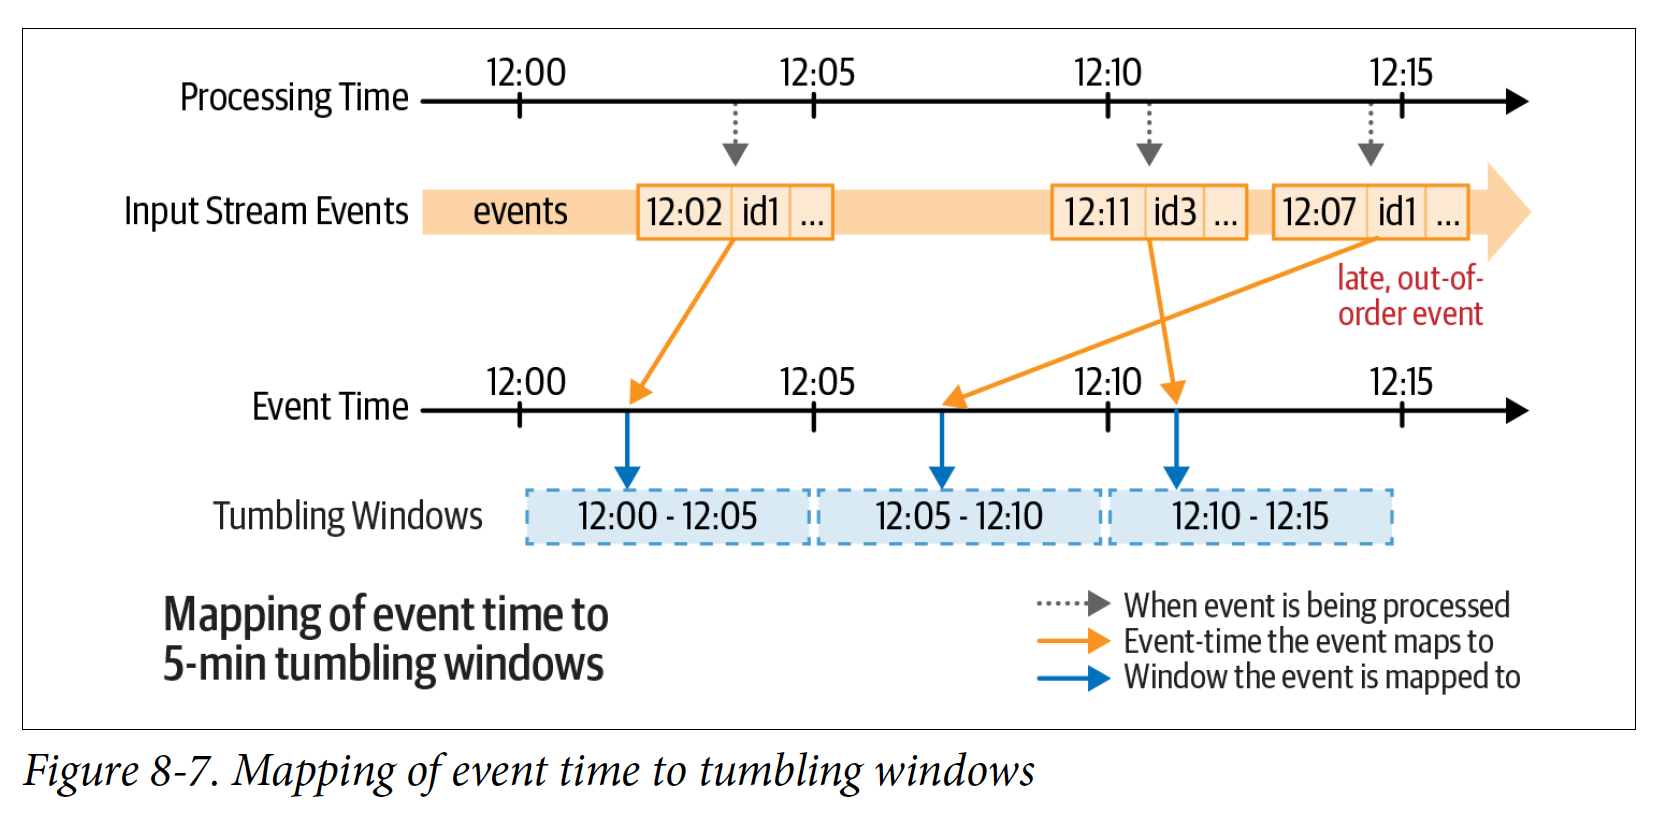 12:00 12:05 12:10 12:15
Processing Time
Input Stream Events events 12:02 id1 ... 12:11 id3 ... 12:07 id1 ...
late, out-of-
order event
12:00 12:05 12:10 12:15
Event Time
Tumbling Windows 12:00 - 12:05 12:05 - 12:10 12:10 - 12:15
Mapping of event time to
5-min tumbling windows
When event is being processed
Event-time the event maps to
Window the event is mapped to
Figure 8-7. Mapping of event time to tumbling windows